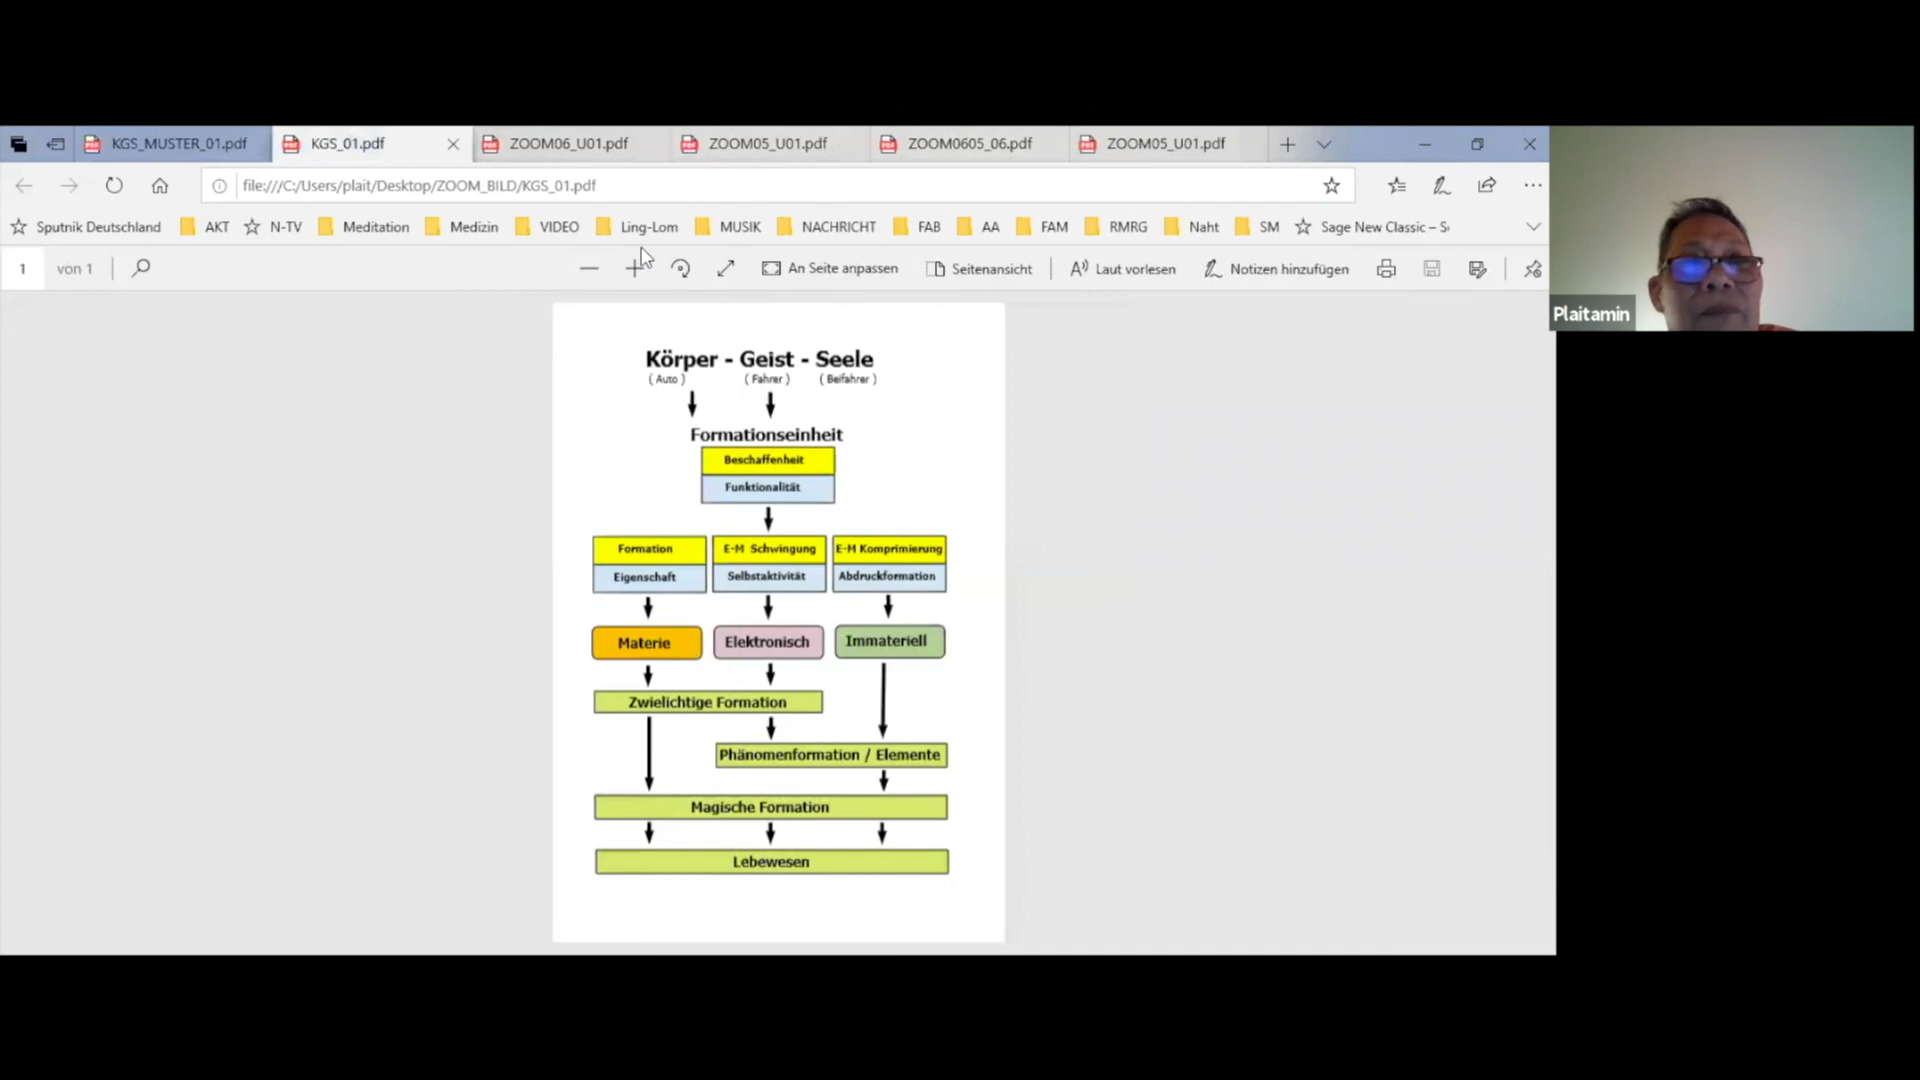 KGS_MUSTER_01.pdf KGS_01.pdf ZOOM06_U01.pdf ZOOM05_U01.pdf ZOOM0605_06.pdf ZOOM05_U01.pdf
file:///C:/Users/plait/Desktop/ZOOM_BILD/KGS_01.pdf
Sputnik Deutschland AKT N-TV Meditation Medizin VIDEO Ling-Lom MUSIK NACHRICHT FAB AA FAM RMRG Naht SM Sage New Classic – S
1 von 1 An Seite anpassen Seitenansicht Laut vorlesen Notizen hinzufügen
Plaitamin
Körper - Geist - Seele
( Auto ) ( Fahrer ) ( Beifahrer )
Formationseinheit
Beschaffenheit
Funktionalität
Formation E-M Schwingung E-M Komprimierung
Eigenschaft Selbstaktivität Abdruckformation
Materie Elektronisch Immateriell
Zwielichtige Formation
Phänomenformation / Elemente
Magische Formation
Lebewesen